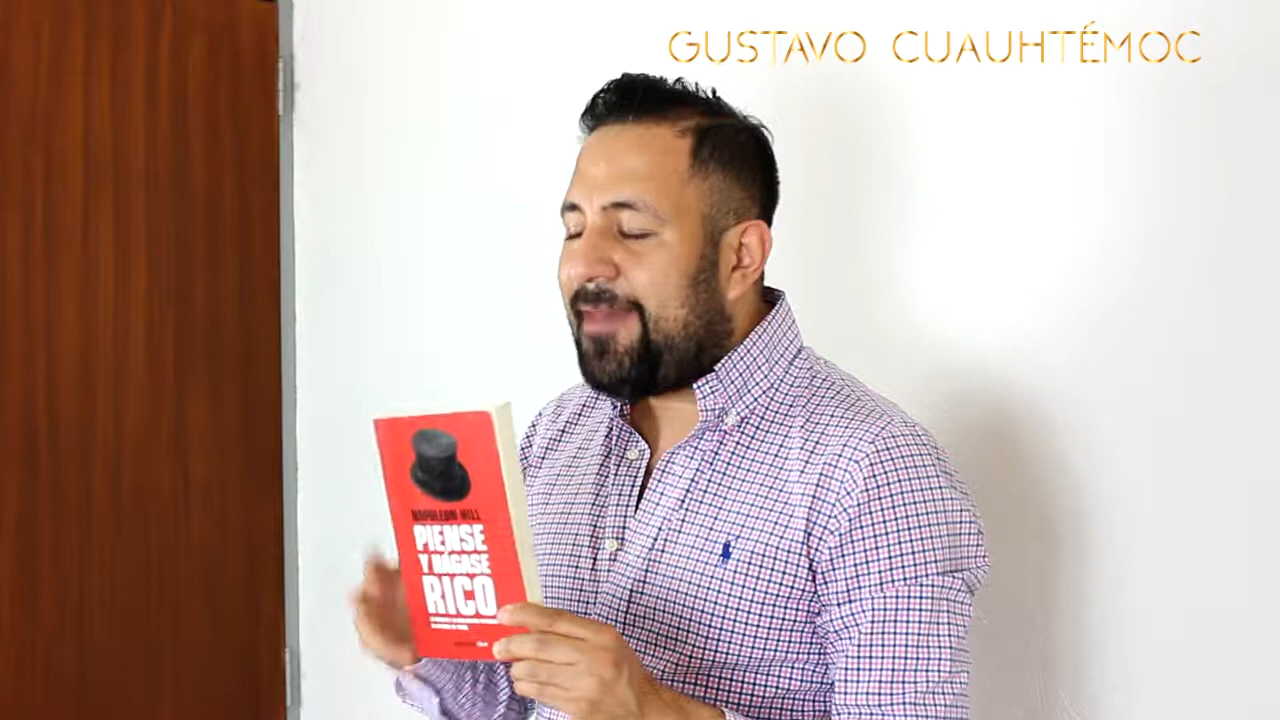 GUSTAVO CUAUHTÉMOC
NAPOLEON HILL
PIENSE
Y HÁGASE
RICO